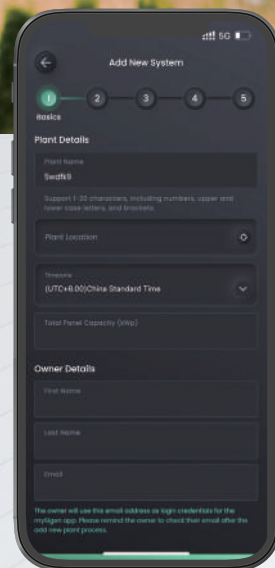 5G
Add New System
1 2 3 4 5
Basics
Plant Details
Plant Name
Swdfk9
Support 1-35 characters, including numbers, upper and
lower case letters, and brackets.
Plant Location
Timezone
(UTC+8.00)China Standard Time
Total Panel Capacity (kWp)
Owner Details
First Name
Last Name
Email
The owner will use this email address as login credentials for the
mySigen app. Please remind the owner to check their email after the
add new plant process.